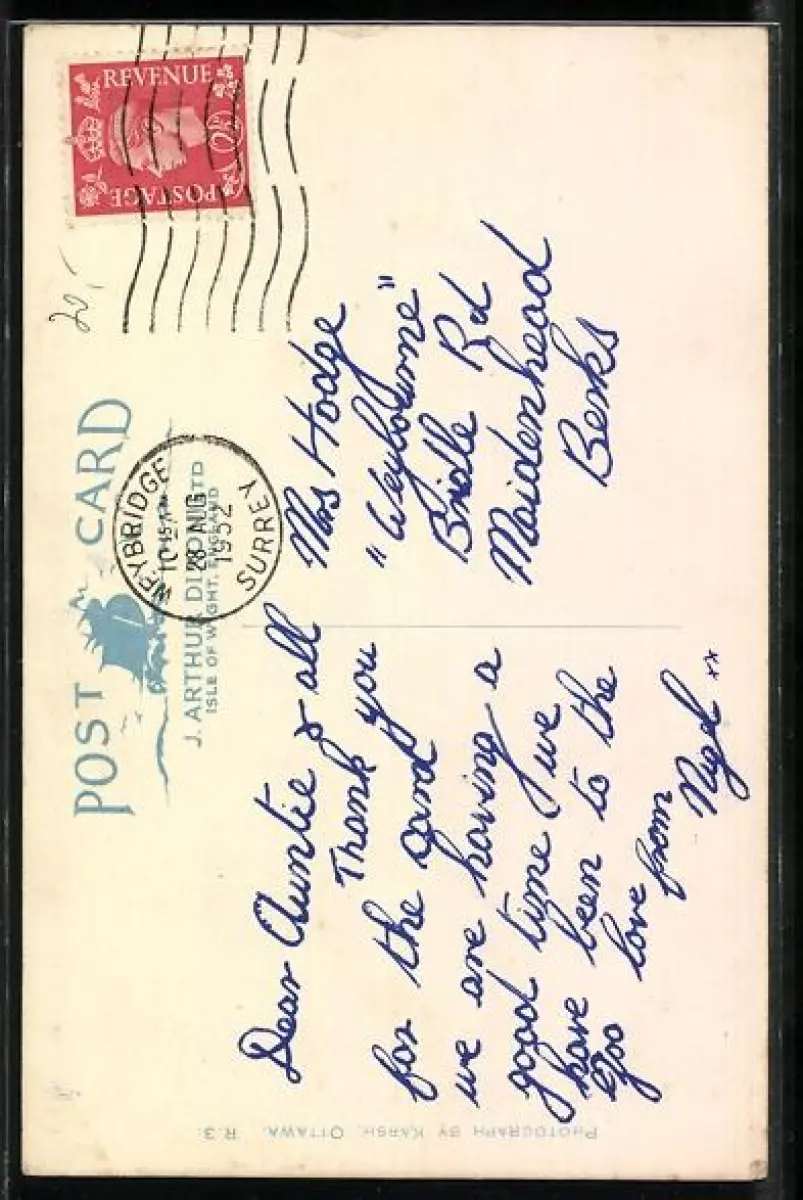 POST CARD
J. ARTHUR DIXON LTD
ISLE OF WIGHT, ENGLAND
REVENUE
POSTAGE
WEYBRIDGE
28 AUG
1952
SURREY
20,-
Dear Auntie & all
Thank you
for the card
we are having a
good time we
have been to the
Zoo
love from
Nigel xx
Mrs Hodge
"Weybourne"
Bridle Rd
Maidenhead
Berks
PHOTOGRAPH BY KARSH, OTTAWA. R.3.